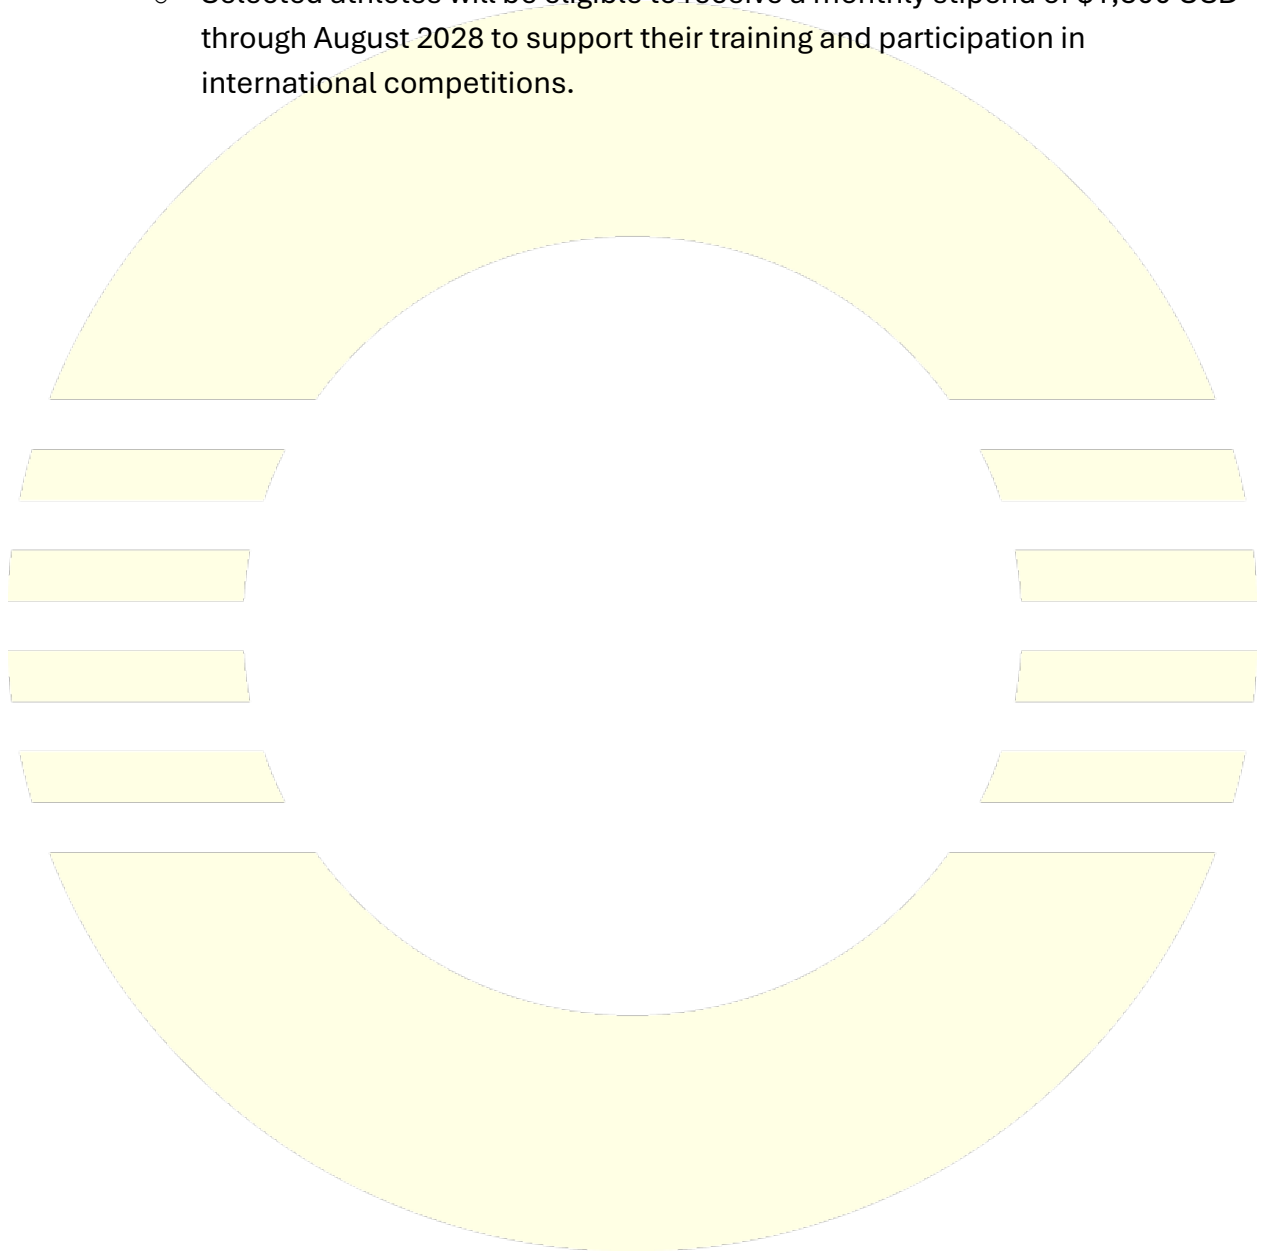 Selected athletes will be eligible to receive a monthly stipend of USD
through August 2028 to support their training and participation in
international competitions.